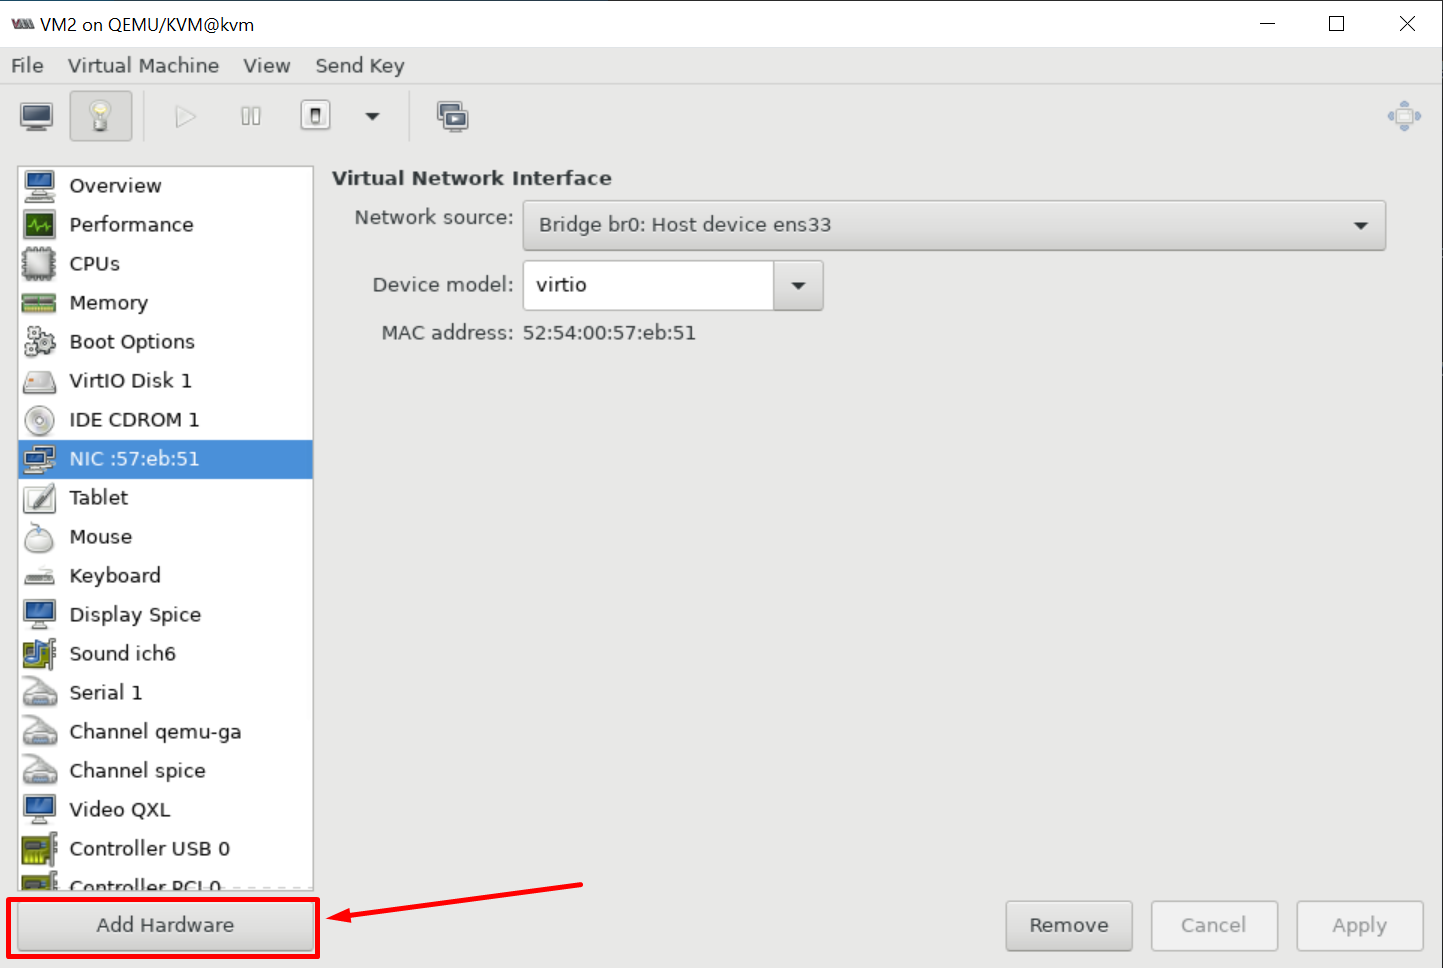 VM2 on QEMU/KVM@kvm
File Virtual Machine View Send Key
Overview
Performance
CPUs
Memory
Boot Options
VirtIO Disk 1
IDE CDROM 1
NIC :57:eb:51
Tablet
Mouse
Keyboard
Display Spice
Sound ich6
Serial 1
Channel qemu-ga
Channel spice
Video QXL
Controller USB 0
Controller PCI 0
Add Hardware
Virtual Network Interface
Network source: Bridge br0: Host device ens33
Device model: virtio
MAC address: 52:54:00:57:eb:51
Remove Cancel Apply